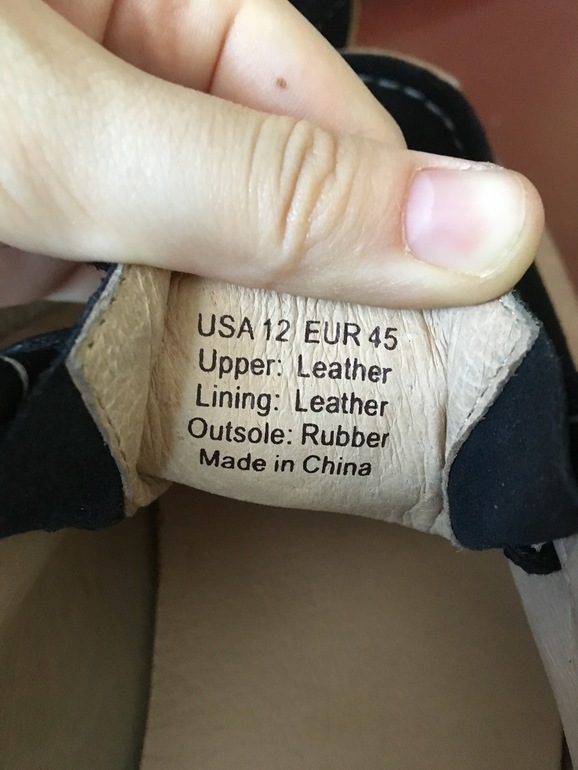 USA 12 EUR 45
Upper: Leather
Lining: Leather
Outsole: Rubber
Made in China